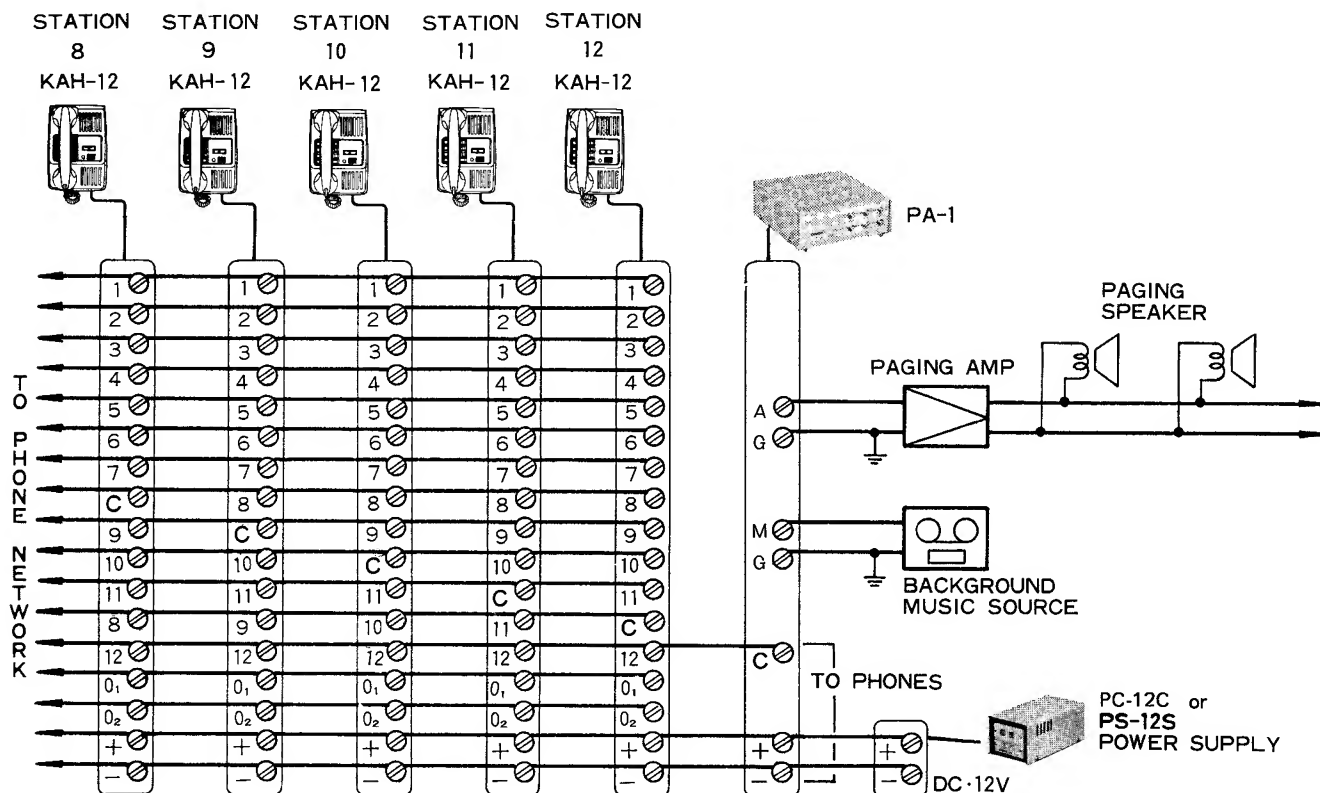 STATION STATION STATION STATION STATION
8 9 10 11 12
KAH-12 KAH-12 KAH-12 KAH-12 KAH-12
PA-1
1 1 1 1 1
2 2 2 2 2
3 3 3 3 3
4 4 4 4 4
5 5 5 5 5
6 6 6 6 6
7 7 7 7 7
C 8 8 8 8
9 C 9 9 9
10 10 C 10 10
11 11 11 C 11
8 9 10 11 C
12 12 12 12 12
0₁ 0₁ 0₁ 0₁ 0₁
0₂ 0₂ 0₂ 0₂ 0₂
+ + + + + + +
− − − − − − −
TO PHONE NETWORK
PAGING
SPEAKER
PAGING AMP
A
G
M
G
BACKGROUND
MUSIC SOURCE
C
TO PHONES
PC-12C or
PS-12S
POWER SUPPLY
DC·12V